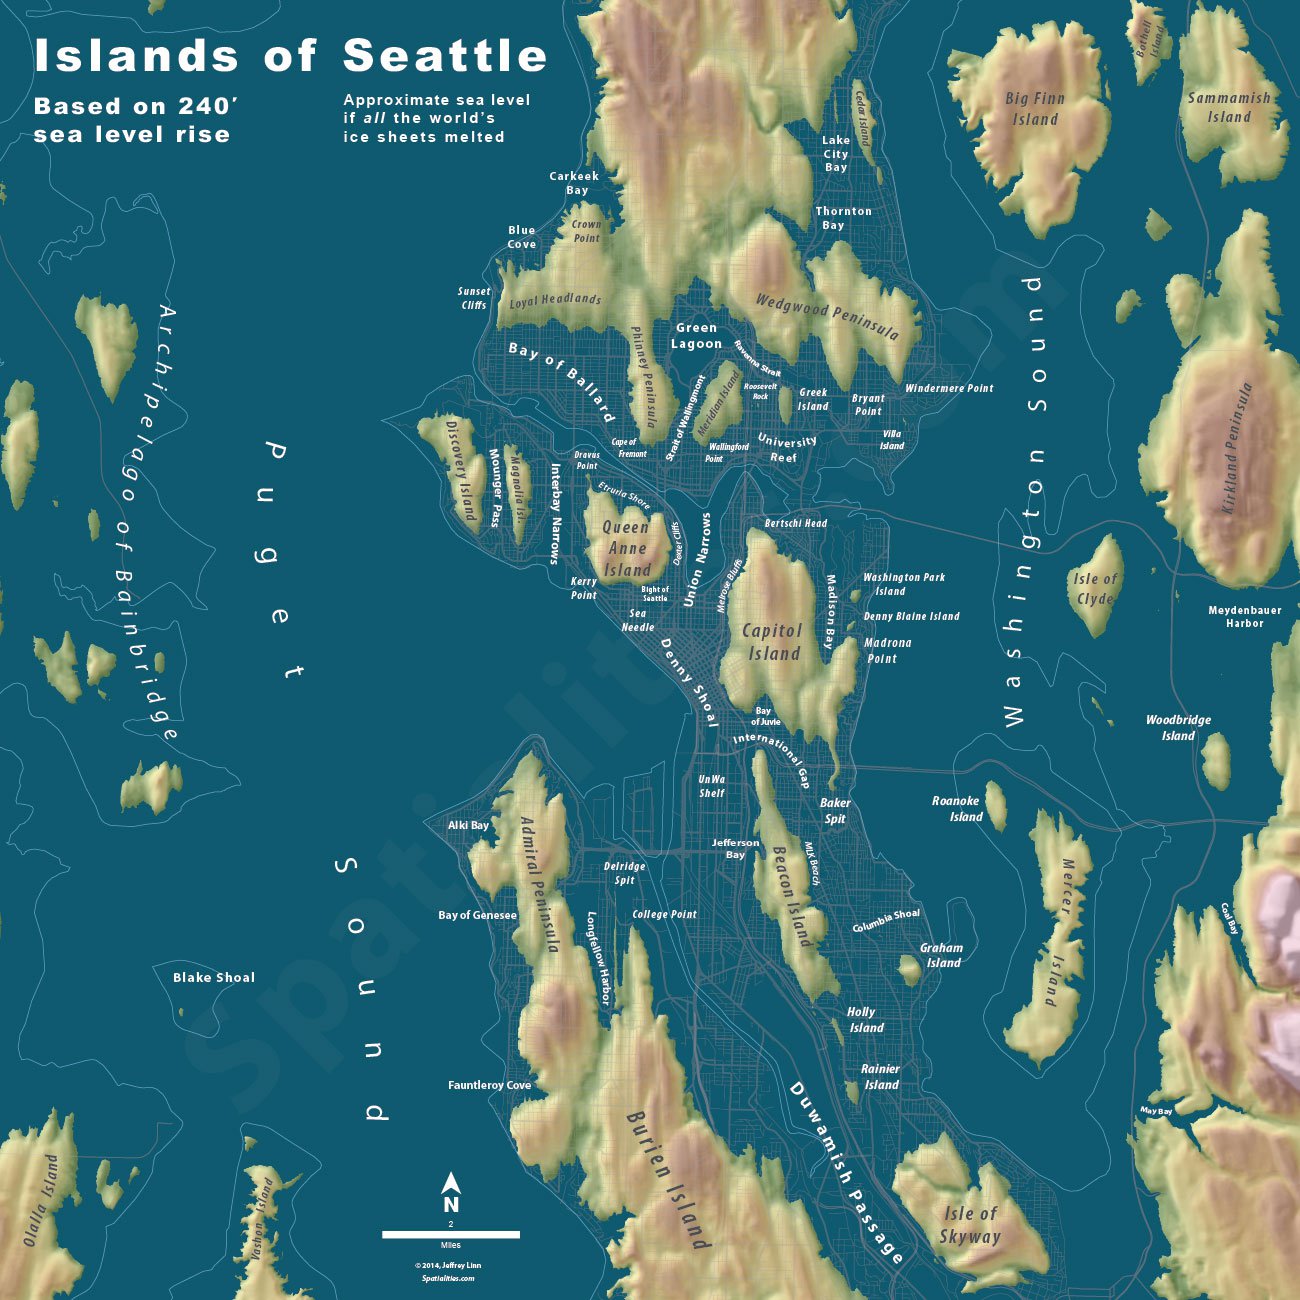 Islands of Seattle
Based on 240′
sea level rise
Approximate sea level
if all the world's
ice sheets melted
Bothell
Island
Big Finn
Island
Sammamish
Island
Cedar Island
Lake
City
Bay
Carkeek
Bay
Thornton
Bay
Crown
Point
Blue
Cove
Sunset
Cliffs
Loyal Headlands
Wedgwood Peninsula
Green
Lagoon
Phinney Peninsula
Bay of Ballard
Ravenna Strait
Strait of Wallingmont
Meridian Island
Roosevelt
Rock
Greek
Island
Bryant
Point
Windermere Point
Villa
Island
University
Reef
Wallingford
Point
Cape of
Fremont
Dravus
Point
Archipelago of Bainbridge
Puget Sound
Washington Sound
Kirkland Peninsula
Discovery Island
Mounger Pass
Magnolia Isl.
Interbay Narrows
Etruria Shore
Queen
Anne
Island
Dexter Cliffs
Union Narrows
Bertschi Head
Melrose Bluffs
Kerry
Point
Bight of
Seattle
Sea
Needle
Denny Shoal
Capitol
Island
Madison Bay
Washington Park
Island
Denny Blaine Island
Madrona
Point
Isle of
Clyde
Meydenbauer
Harbor
Bay
of Juvie
International Gap
Woodbridge
Island
UnWa
Shelf
Baker
Spit
Roanoke
Island
Alki Bay
Admiral Peninsula
Jefferson
Bay
Beacon Island
MLK Beach
Mercer Island
Delridge
Spit
College Point
Bay of Genesee
Longfellow Harbor
Columbia Shoal
Coal Bay
Graham
Island
Blake Shoal
Holly
Island
Rainier
Island
Fauntleroy Cove
Burien Island
Duwamish Passage
May Bay
Olalla Island
Vashon Island
Isle of
Skyway
N
2
Miles
© 2014, Jeffrey Linn
Spatialities.com
Spatialities.com